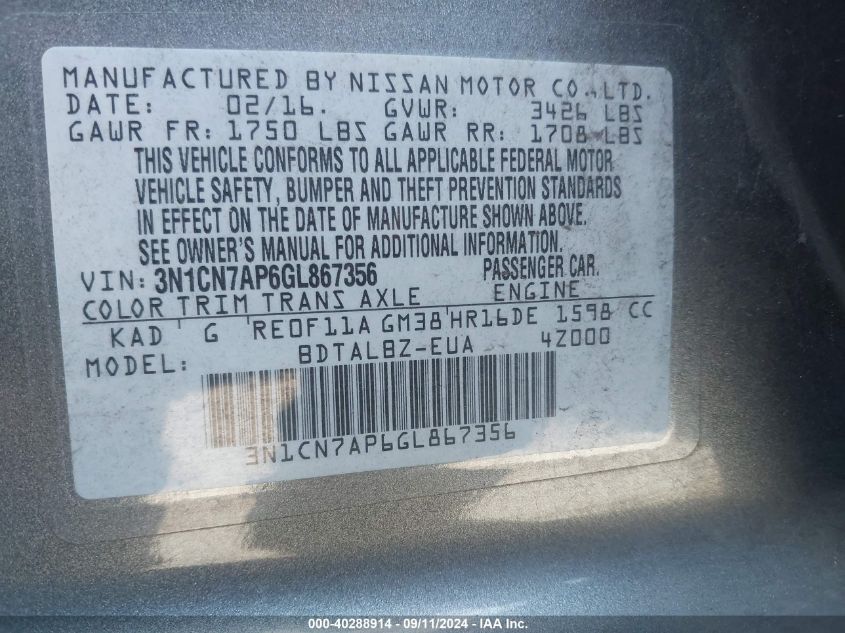 MANUFACTURED BY NISSAN MOTOR CO.,LTD.
DATE: 02/16. GVWR: 3426 LBS
GAWR FR: 1750 LBS GAWR RR: 1708 LBS
THIS VEHICLE CONFORMS TO ALL APPLICABLE FEDERAL MOTOR
VEHICLE SAFETY, BUMPER AND THEFT PREVENTION STANDARDS
IN EFFECT ON THE DATE OF MANUFACTURE SHOWN ABOVE.
SEE OWNER'S MANUAL FOR ADDITIONAL INFORMATION.
VIN: 3N1CN7AP6GL867356 PASSENGER CAR.
COLOR TRIM TRANS AXLE ENGINE
KAD G RE0F11A GM38 HR16DE 1598 CC
MODEL: BDTALBZ-EUA 4Z000
3N1CN7AP6GL867356
000-40288914 - 09/11/2024 - IAA